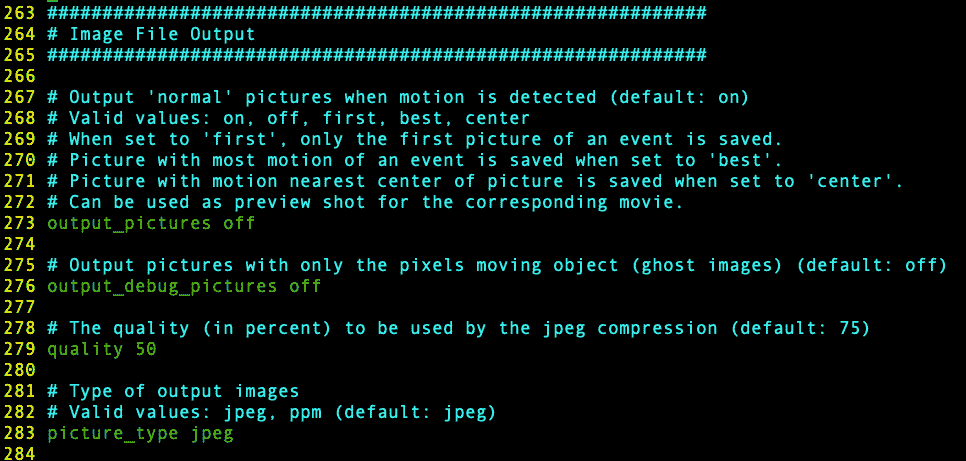 263 ############################################################
264 # Image File Output
265 ############################################################
266
267 # Output 'normal' pictures when motion is detected (default: on)
268 # Valid values: on, off, first, best, center
269 # When set to 'first', only the first picture of an event is saved.
270 # Picture with most motion of an event is saved when set to 'best'.
271 # Picture with motion nearest center of picture is saved when set to 'center'.
272 # Can be used as preview shot for the corresponding movie.
273 output_pictures off
274
275 # Output pictures with only the pixels moving object (ghost images) (default: off)
276 output_debug_pictures off
277
278 # The quality (in percent) to be used by the jpeg compression (default: 75)
279 quality 50
280
281 # Type of output images
282 # Valid values: jpeg, ppm (default: jpeg)
283 picture_type jpeg
284